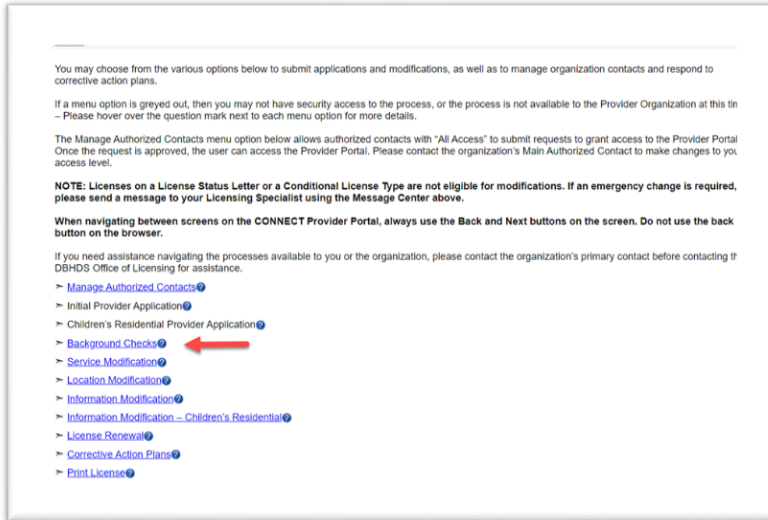 You may choose from the various options below to submit applications and modifications, as well as to manage organization contacts and respond to
corrective action plans.
If a menu option is greyed out, then you may not have security access to the process, or the process is not available to the Provider Organization at this
– Please hover over the question mark next to each menu option for more details.
The Manage Authorized Contacts menu option below allows authorized contacts with "All Access" to submit requests to grant access to the Provider Portal
Once the request is approved, the user can access the Provider Portal. Please contact the organization's Main Authorized Contact to make changes to
access level.
NOTE: Licenses on a License Status Letter or a Conditional License Type are not eligible for modifications. If an emergency change is required,
please send a message to your Licensing Specialist using the Message Center above.
When navigating between screens on the CONNECT Provider Portal, always use the Back and Next buttons on the screen. Do not use the back
button on the browser.
If you need assistance navigating the processes available to you or the organization, please contact the organization's primary contact before contacting
DBHDS Office of Licensing for assistance.
➣ Manage Authorized Contacts?
➣ Initial Provider Application?
➣ Children's Residential Provider Application?
➣ Background Checks?
➣ Service Modification?
➣ Location Modification?
➣ Information Modification?
➣ Information Modification – Children's Residential?
➣ License Renewal?
➣ Corrective Action Plans?
➣ Print License?